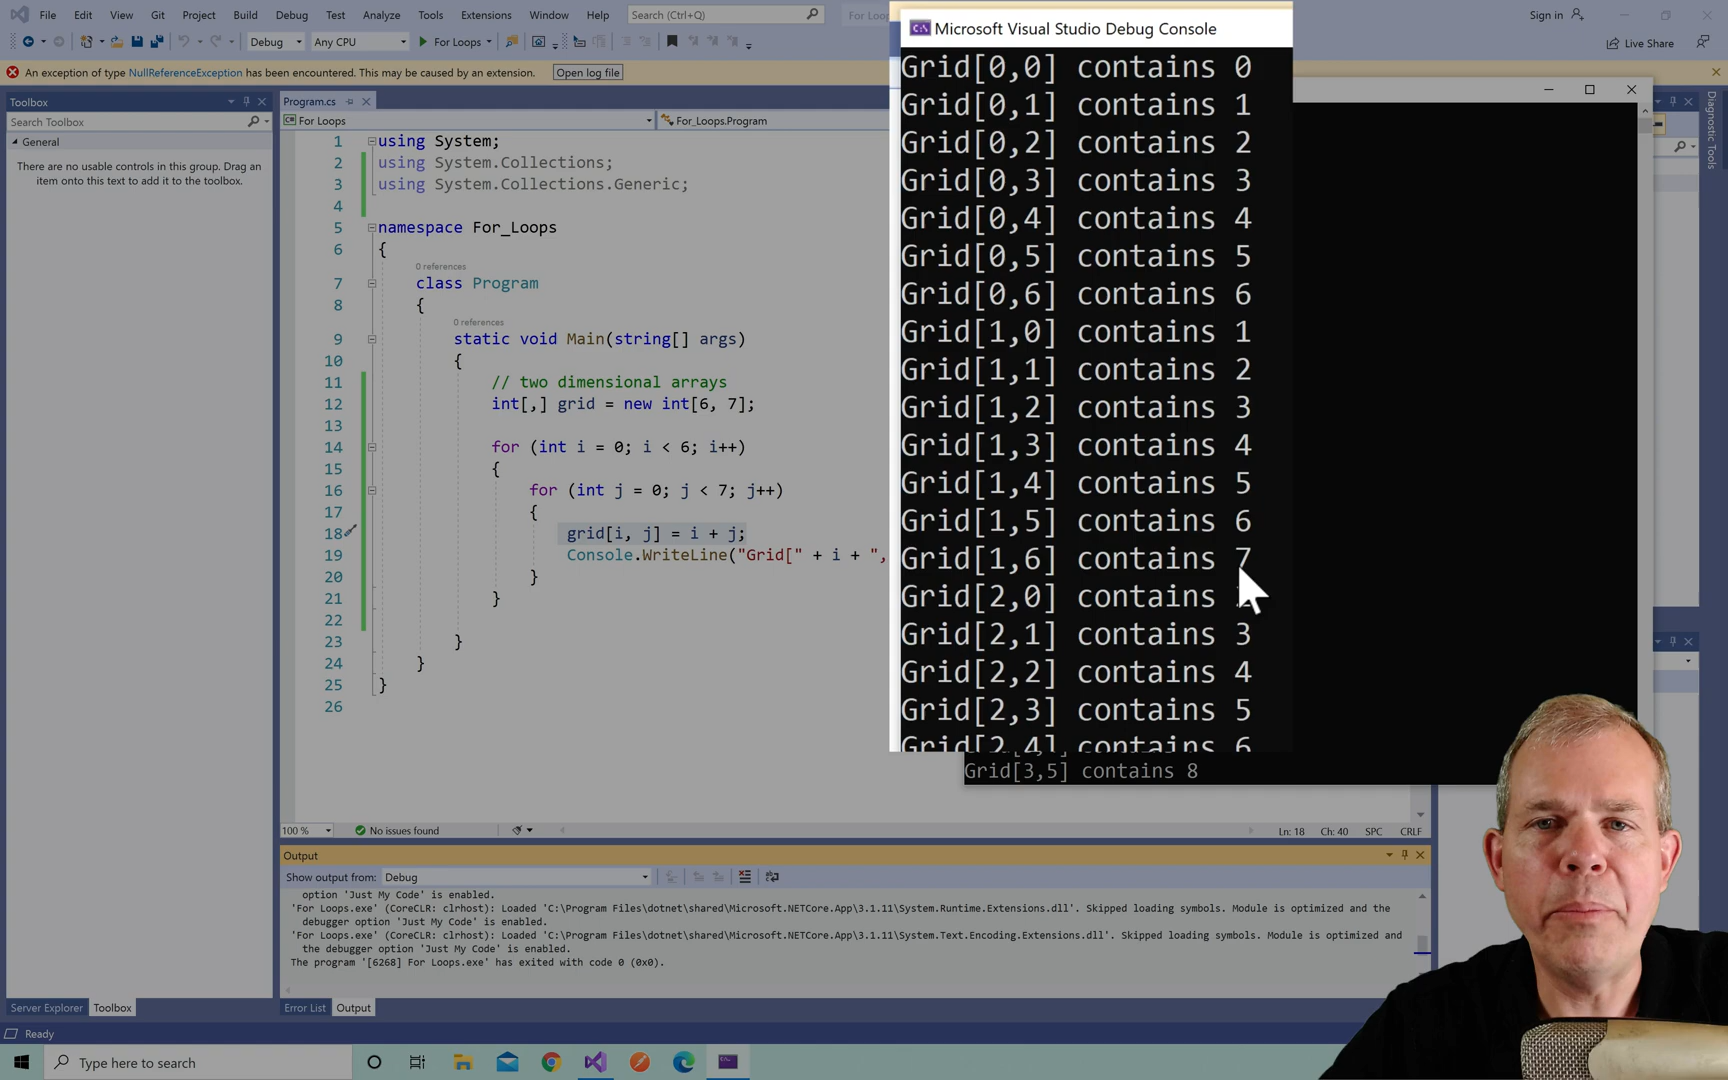 File Edit View Git Project Build Debug Test Analyze Tools Extensions Window Help Search (Ctrl+Q) For Sign in
Debug Any CPU For Loops Live Share
An exception of type NullReferenceException has been encountered. This may be caused by an extension. Open log file
Toolbox
Search Toolbox
General
There are no usable controls in this group. Drag an
item onto this text to add it to the toolbox.
Program.cs
For Loops For_Loops.Program
1 using System;
2 using System.Collections;
3 using System.Collections.Generic;
4
5 namespace For_Loops
6 {
0 references
7 class Program
8 {
0 references
9 static void Main(string[] args)
10 {
11 // two dimensional arrays
12 int[,] grid = new int[6, 7];
13
14 for (int i = 0; i < 6; i++)
15 {
16 for (int j = 0; j < 7; j++)
17 {
18 grid[i, j] = i + j;
19 Console.WriteLine("Grid[" + i + ",
20 }
21 }
22
23 }
24 }
25 }
26
Microsoft Visual Studio Debug Console
Grid[0,0] contains 0
Grid[0,1] contains 1
Grid[0,2] contains 2
Grid[0,3] contains 3
Grid[0,4] contains 4
Grid[0,5] contains 5
Grid[0,6] contains 6
Grid[1,0] contains 1
Grid[1,1] contains 2
Grid[1,2] contains 3
Grid[1,3] contains 4
Grid[1,4] contains 5
Grid[1,5] contains 6
Grid[1,6] contains 7
Grid[2,0] contains
Grid[2,1] contains 3
Grid[2,2] contains 4
Grid[2,3] contains 5
Grid[2,4] contains 6
Grid[3,5] contains 8
Diagnostic Tools
100 % No issues found Ln: 18 Ch: 40 SPC CRLF
Output
Show output from: Debug
option 'Just My Code' is enabled.
'For Loops.exe' (CoreCLR: clrhost): Loaded 'C:\Program Files\dotnet\shared\Microsoft.NETCore.App\3.1.11\System.Runtime.Extensions.dll'. Skipped loading symbols. Module is optimized and the
debugger option 'Just My Code' is enabled.
'For Loops.exe' (CoreCLR: clrhost): Loaded 'C:\Program Files\dotnet\shared\Microsoft.NETCore.App\3.1.11\System.Text.Encoding.Extensions.dll'. Skipped loading symbols. Module is optimized and
the debugger option 'Just My Code' is enabled.
The program '[6268] For Loops.exe' has exited with code 0 (0x0).
Server Explorer Toolbox Error List Output
Ready
Type here to search